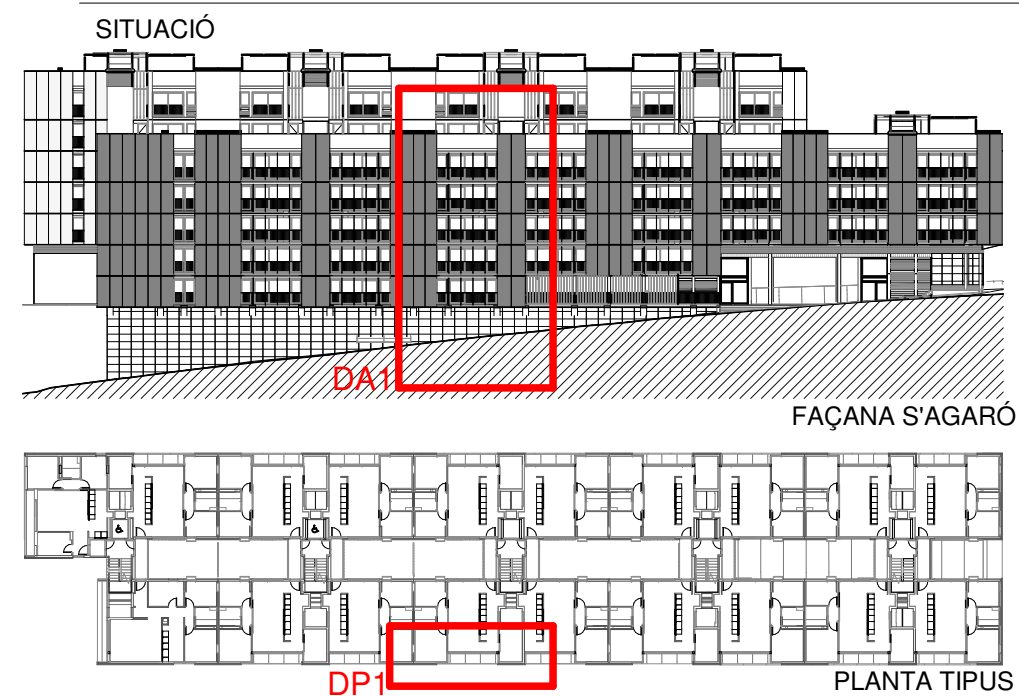 SITUACIÓ
DA1
FAÇANA S'AGARÓ
DP1
PLANTA TIPUS